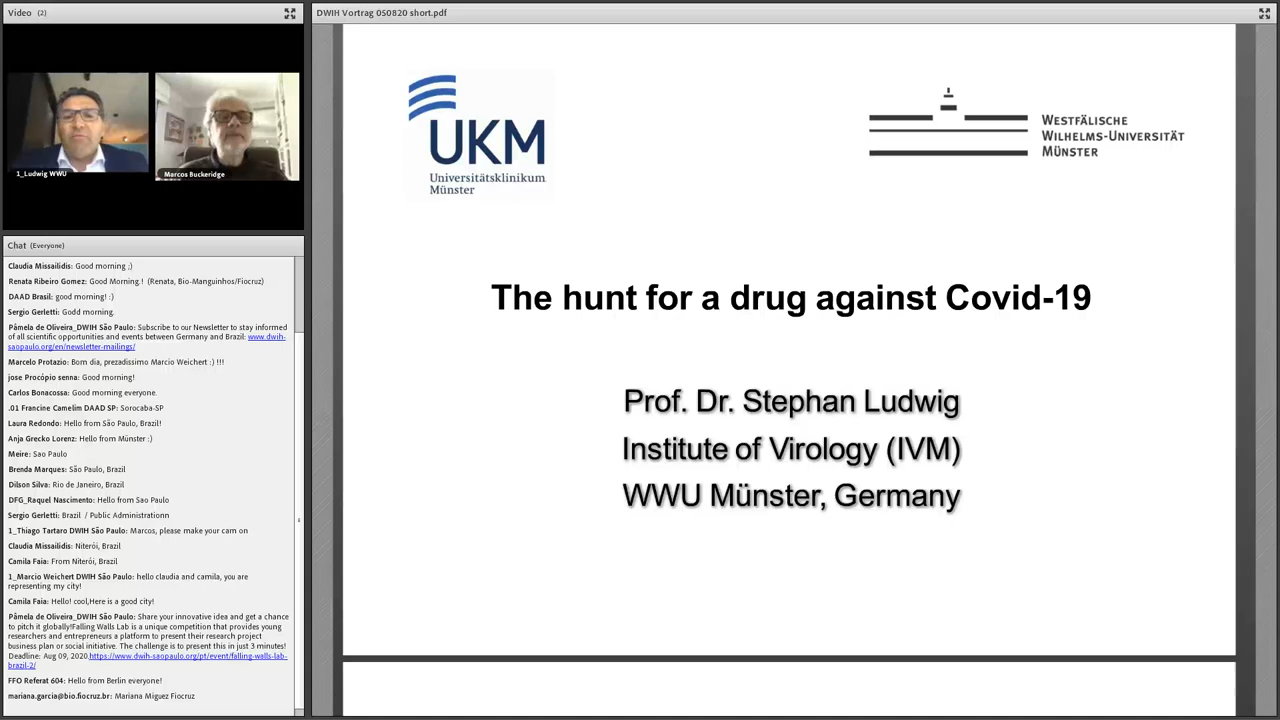 Video (2)
1_Ludwig WWU
Marcos Buckeridge
Chat (Everyone)
Claudia Missailidis: Good morning ;)
Renata Ribeiro Gomez: Good Morning ! (Renata, Bio-Manguinhos/Fiocruz)
DAAD Brasil: good morning! :)
Sergio Gerletti: Godd morning.
Pâmela de Oliveira_DWIH São Paulo: Subscribe to our Newsletter to stay informed
of all scientific opportunities and events between Germany and Brazil: www.dwih-
saopaulo.org/en/newsletter-mailings/
Marcelo Protazio: Bom dia, prezadissimo Marcio Weichert :) !!!
jose Procópio senna: Good morning!
Carlos Bonacossa: Good morning everyone.
.01 Francine Camelim DAAD SP: Sorocaba-SP
Laura Redondo: Hello from São Paulo, Brazil!
Anja Grecko Lorenz: Hello from Münster :)
Meire: Sao Paulo
Brenda Marques: São Paulo, Brazil
Dilson Silva: Rio de Janeiro, Brazil
DFG_Raquel Nascimento: Hello from Sao Paulo
Sergio Gerletti: Brazil / Public Administrationn
1_Thiago Tartaro DWIH São Paulo: Marcos, please make your cam on
Claudia Missailidis: Niterói, Brazil
Camila Faia: From Niterói, Brazil
1_Marcio Weichert DWIH São Paulo: hello claudia and camila, you are
representing my city!
Camila Faia: Hello! cool,Here is a good city!
Pâmela de Oliveira_DWIH São Paulo: Share your innovative idea and get a chance
to pitch it globally!Falling Walls Lab is a unique competition that provides young
researchers and entrepreneurs a platform to present their research project
business plan or social initiative. The challenge is to present this in just 3 minutes!
Deadline: Aug 09, 2020.https://www.dwih-saopaulo.org/pt/event/falling-walls-lab-
brazil-2/
FFO Referat 604: Hello from Berlin everyone!
mariana.garcia@bio.fiocruz.br: Mariana Miguez Fiocruz
DWIH Vortrag 050820 short.pdf
UKM
Universitätsklinikum
Münster
WESTFÄLISCHE
WILHELMS-UNIVERSITÄT
MÜNSTER
The hunt for a drug against Covid-19
Prof. Dr. Stephan Ludwig
Institute of Virology (IVM)
WWU Münster, Germany